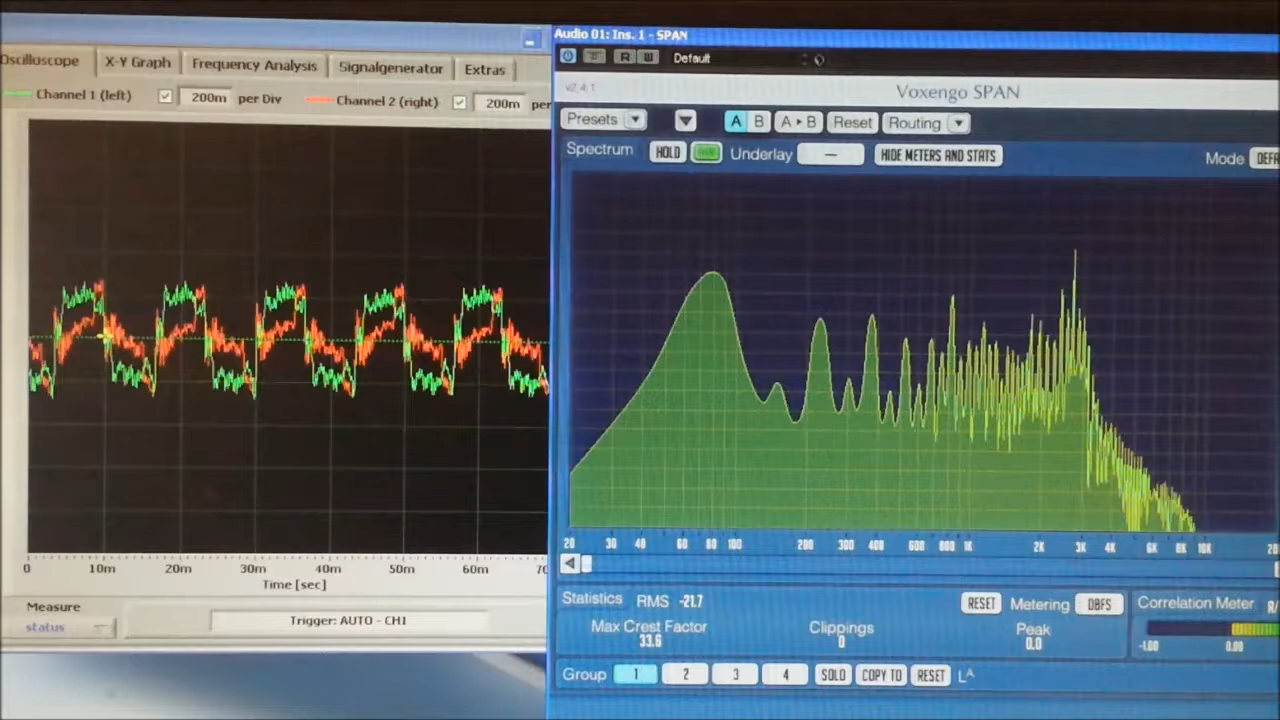 Audio 01: Ins. 1 - SPAN
Oscilloscope X-Y Graph Frequency Analysis Signalgenerator Extras
R W Default
Channel 1 (left) 200m per Div Channel 2 (right) 200m per
v2.4.1 Voxengo SPAN
Presets A B A▸B Reset Routing
Spectrum HOLD Underlay — HIDE METERS AND STATS Mode
20 30 40 60 80 100 200 300 400 600 800 1K 2K 3K 4K 6K 8K 10K
0 10m 20m 30m 40m 50m 60m
Time [sec]
Measure
status
Trigger: AUTO - CH1
Statistics RMS -21.7 RESET Metering DBFS Correlation Meter
Max Crest Factor Clippings Peak
33.6 0 0.0
-1.00 0.00
Group 1 2 3 4 SOLO COPY TO RESET